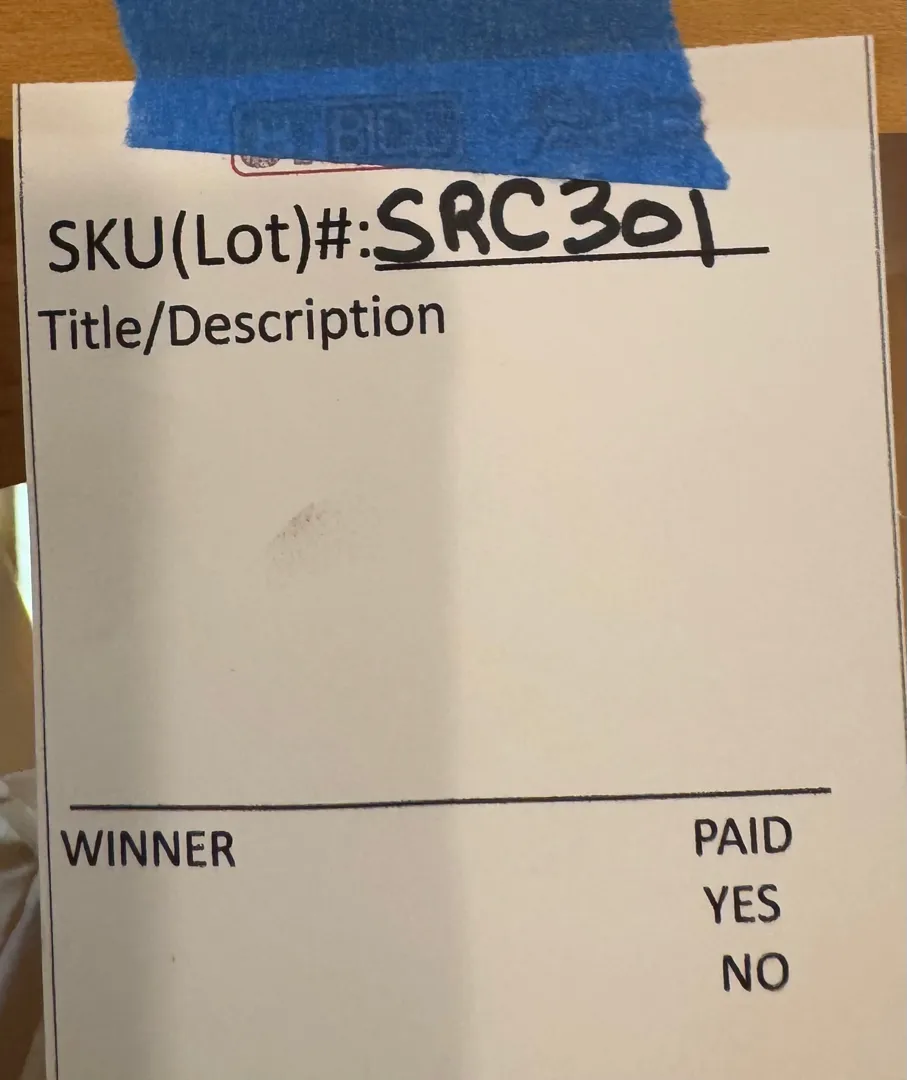 SKU(Lot)#:SRC301
Title/Description
WINNER
PAID
YES
NO